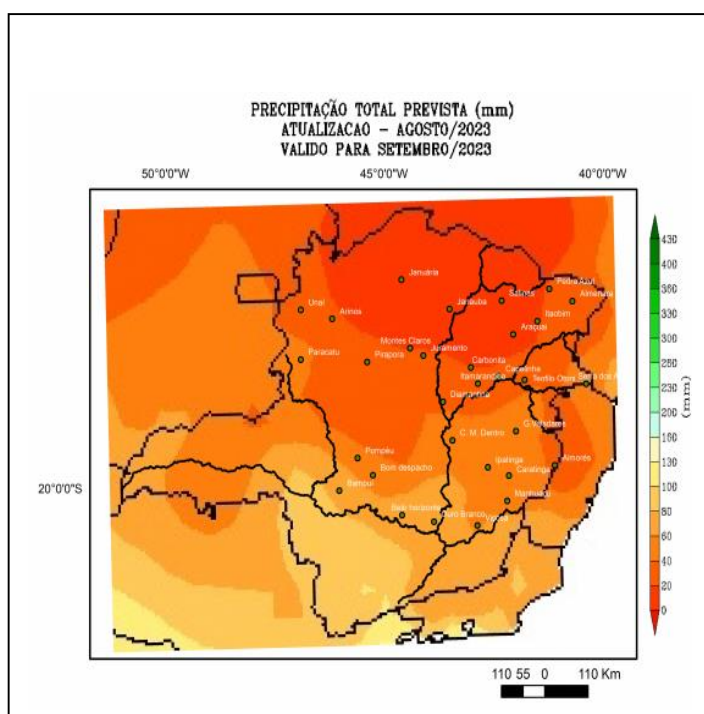 PRECIPITAÇÃO TOTAL PREVISTA (mm)
ATUALIZACAO - AGOSTO/2023
VALIDO PARA SETEMBRO/2023
50°0'0"W 45°0'0"W 40°0'0"W
20°0'0"S
Januária
Pedra Azul
Salinas
Almenara
Unaí
Arinos
Janaúba
Itaobim
Araçuaí
Montes Claros
Juramento
Paracatu
Pirapora
Carbonita
Capelinha
Itamarandiba
Teófilo Otoni
Serra dos A
Diamantina
C. M. Dentro
G.Valadares
Pompéu
Bom despacho
Ipatinga
Caratinga
Aimorés
Bambuí
Manhuaçu
Belo horizonte
Ouro Branco
Viçosa
430
400
360
330
260
230
200
160
130
100
80
60
40
20
0
(mm)
110 55 0 110 Km